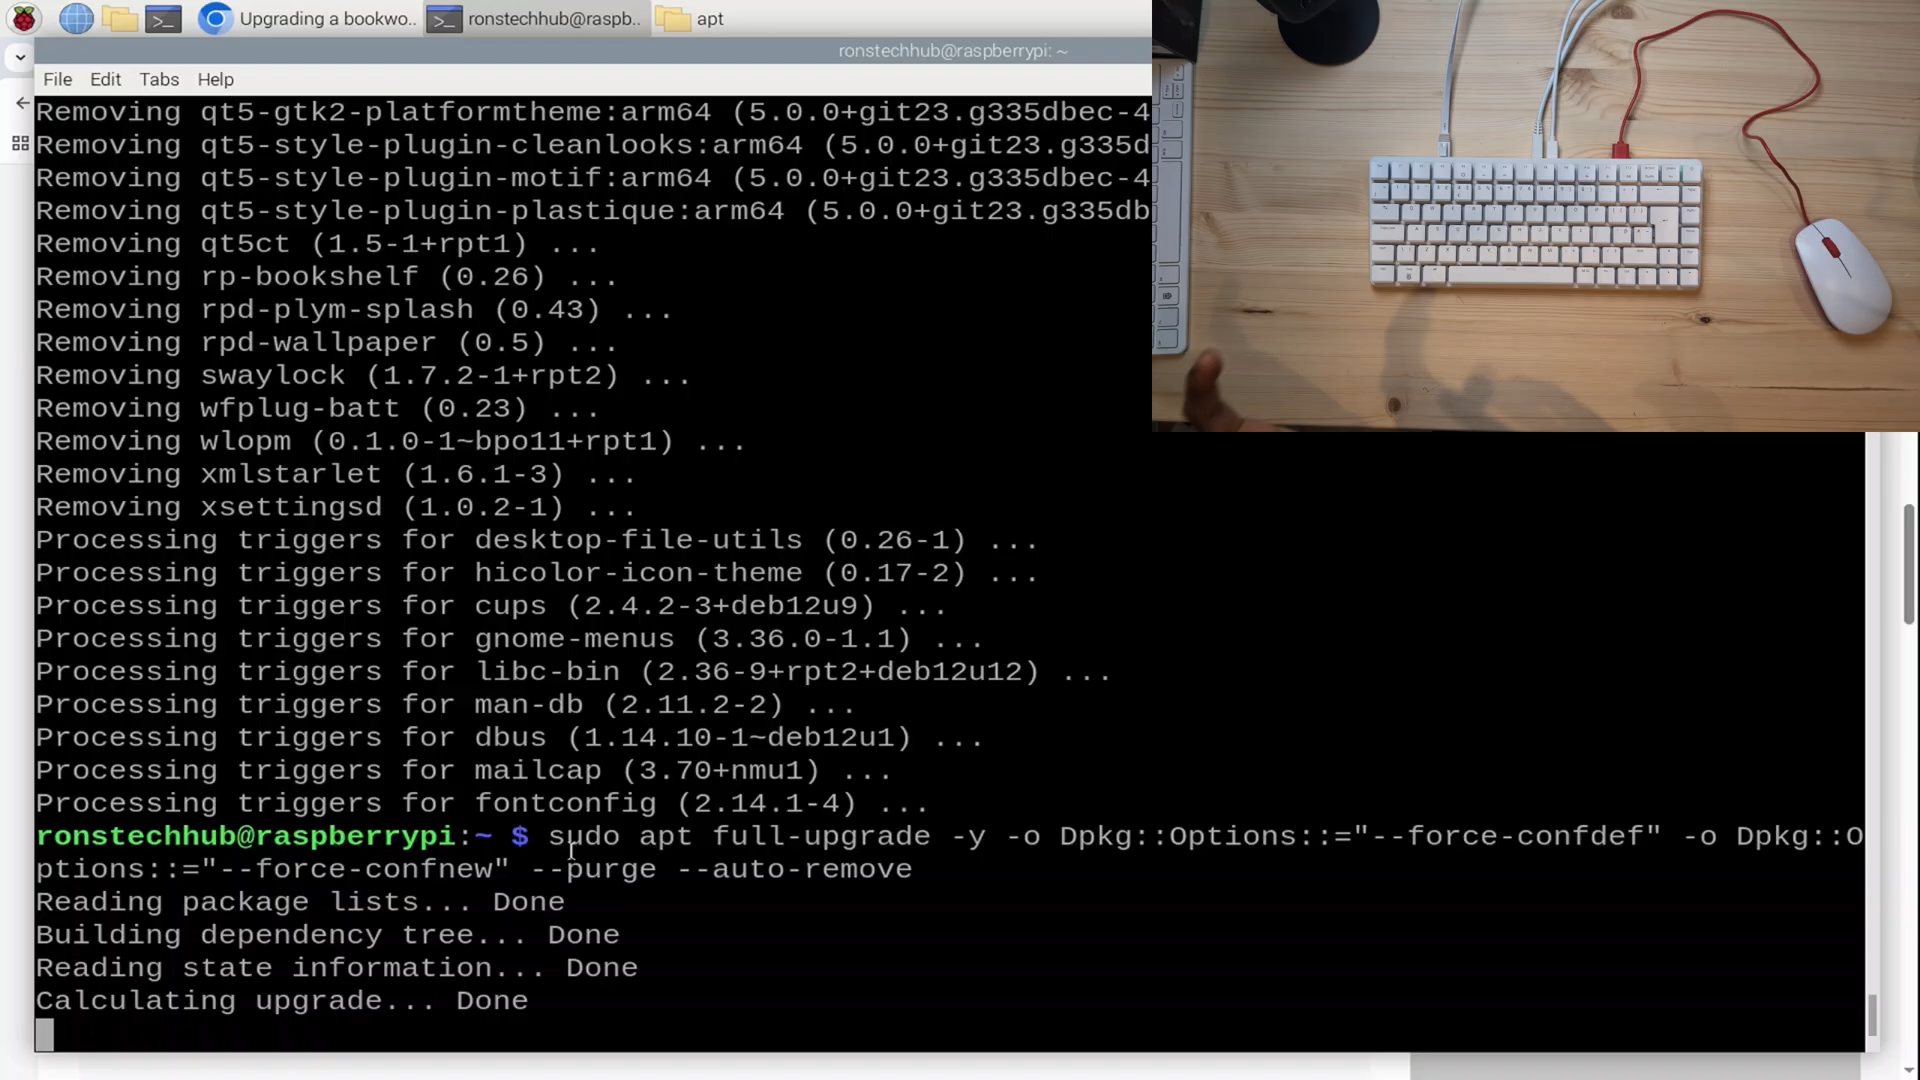 Upgrading a bookwo..
ronstechhub@raspb..
apt
ronstechhub@raspberrypi: ~
File Edit Tabs Help
Removing qt5-gtk2-platformtheme:arm64 (5.0.0+git23.g335dbec-4
Removing qt5-style-plugin-cleanlooks:arm64 (5.0.0+git23.g335d
Removing qt5-style-plugin-motif:arm64 (5.0.0+git23.g335dbec-4
Removing qt5-style-plugin-plastique:arm64 (5.0.0+git23.g335db
Removing qt5ct (1.5-1+rpt1) ...
Removing rp-bookshelf (0.26) ...
Removing rpd-plym-splash (0.43) ...
Removing rpd-wallpaper (0.5) ...
Removing swaylock (1.7.2-1+rpt2) ...
Removing wfplug-batt (0.23) ...
Removing wlopm (0.1.0-1~bpo11+rpt1) ...
Removing xmlstarlet (1.6.1-3) ...
Removing xsettingsd (1.0.2-1) ...
Processing triggers for desktop-file-utils (0.26-1) ...
Processing triggers for hicolor-icon-theme (0.17-2) ...
Processing triggers for cups (2.4.2-3+deb12u9) ...
Processing triggers for gnome-menus (3.36.0-1.1) ...
Processing triggers for libc-bin (2.36-9+rpt2+deb12u12) ...
Processing triggers for man-db (2.11.2-2) ...
Processing triggers for dbus (1.14.10-1~deb12u1) ...
Processing triggers for mailcap (3.70+nmu1) ...
Processing triggers for fontconfig (2.14.1-4) ...
ronstechhub@raspberrypi:~ $ sudo apt full-upgrade -y -o Dpkg::Options::="--force-confdef" -o Dpkg::O
ptions::="--force-confnew" --purge --auto-remove
Reading package lists... Done
Building dependency tree... Done
Reading state information... Done
Calculating upgrade... Done